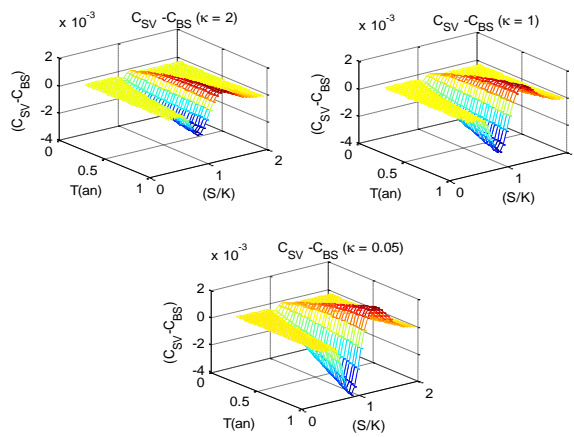 C_SV -C_BS (κ = 2)
x 10^-3
2
0
-2
-4
(C_SV-C_BS)
0
0.5
1
T(an)
0
1
2
(S/K)
C_SV -C_BS (κ = 1)
x 10^-3
2
0
-2
-4
(C_SV-C_BS)
0
0.5
1
T(an)
0
1
(S/K)
C_SV -C_BS (κ = 0.05)
x 10^-3
2
0
-2
-4
(C_SV-C_BS)
0
0.5
1
T(an)
0
1
2
(S/K)